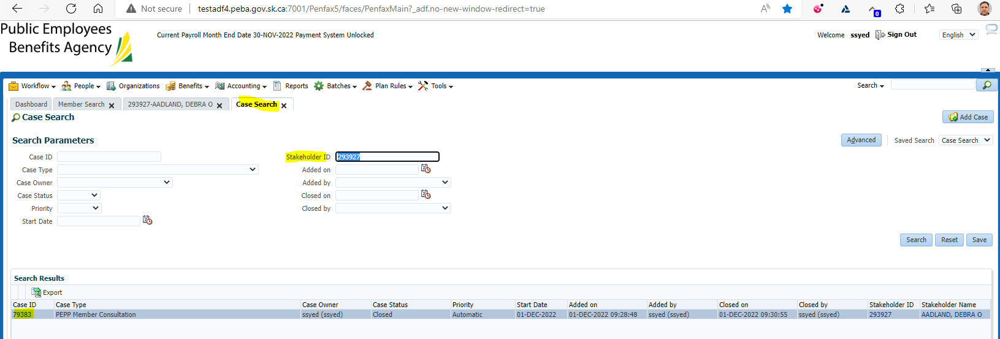 Not secure | testadf4.peba.gov.sk.ca:7001/Penfax5/faces/PenfaxMain?_adf.no-new-window-redirect=true
0
Public Employees
Benefits Agency
Current Payroll Month End Date 30-NOV-2022 Payment System Unlocked
Welcome ssyed Sign Out English
Workflow People Organizations Benefits Accounting Reports Batches Plan Rules Tools Search
Dashboard Member Search 293927-AADLAND, DEBRA O Case Search
Case Search Add Case
Search Parameters Advanced Saved Search Case Search
Case ID Stakeholder ID 293927
Case Type Added on
Case Owner Added by
Case Status Closed on
Priority Closed by
Start Date
Search Reset Save
Search Results
Export
Case ID Case Type Case Owner Case Status Priority Start Date Added on Added by Closed on Closed by Stakeholder ID Stakeholder Name
79383 PEPP Member Consultation ssyed (ssyed) Closed Automatic 01-DEC-2022 01-DEC-2022 09:28:48 ssyed (ssyed) 01-DEC-2022 09:30:55 ssyed (ssyed) 293927 AADLAND, DEBRA O